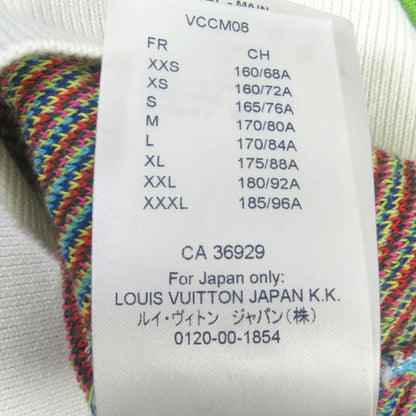 MAIN
VCCM08
FR CH
XXS 160/68A
XS 160/72A
S 165/76A
M 170/80A
L 170/84A
XL 175/88A
XXL 180/92A
XXXL 185/96A
CA 36929
For Japan only:
LOUIS VUITTON JAPAN K.K.
ルイ・ヴィトン ジャパン(株)
0120-00-1854